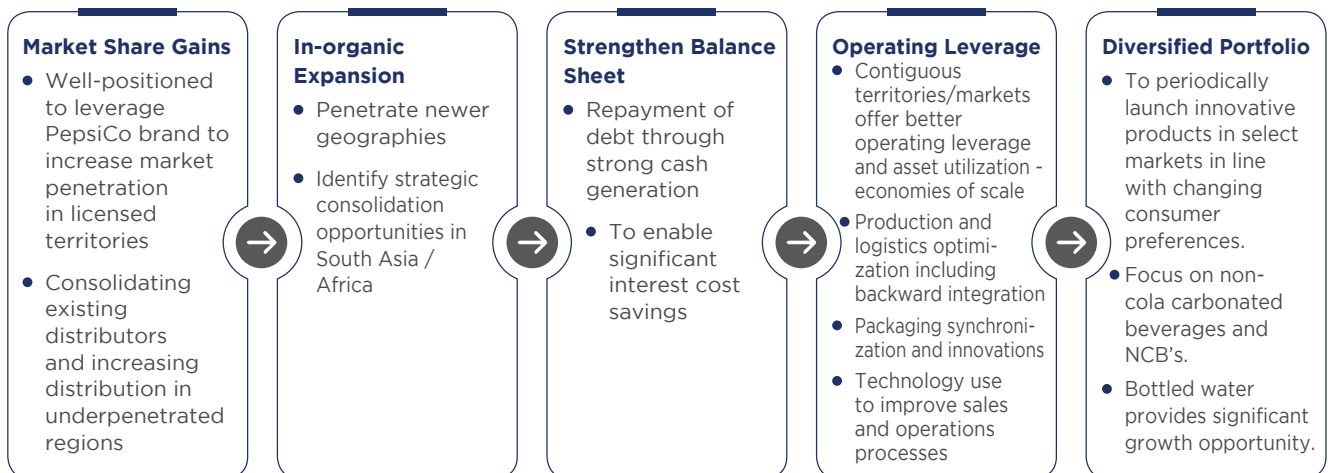 Market Share Gains
• Well-positioned
to leverage
PepsiCo brand to
increase market
penetration
in licensed
territories
• Consolidating
existing
distributors
and increasing
distribution in
underpenetrated
regions
In-organic
Expansion
• Penetrate newer
geographies
• Identify strategic
consolidation
opportunities in
South Asia /
Africa
Strengthen Balance
Sheet
• Repayment of
debt through
strong cash
generation
• To enable
significant
interest cost
savings
Operating Leverage
• Contiguous
territories/markets
offer better
operating leverage
and asset utilization -
economies of scale
• Production and
logistics optimi-
zation including
backward integration
• Packaging synchroni-
zation and innovations
• Technology use
to improve sales
and operations
processes
Diversified Portfolio
• To periodically
launch innovative
products in select
markets in line
with changing
consumer
preferences.
• Focus on non-
cola carbonated
beverages and
NCB's.
• Bottled water
provides significant
growth opportunity.